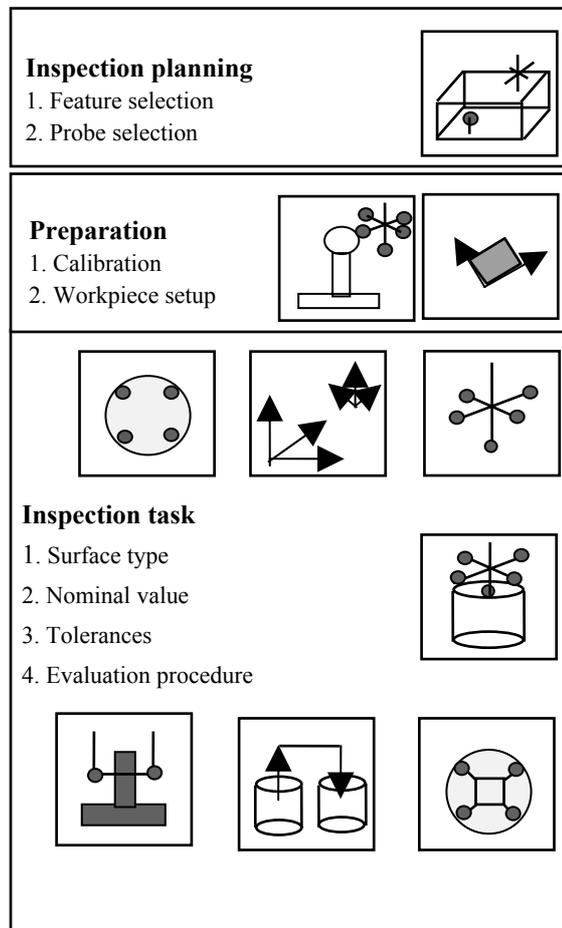 Inspection planning
1. Feature selection
2. Probe selection
Preparation
1. Calibration
2. Workpiece setup
Inspection task
1. Surface type
2. Nominal value
3. Tolerances
4. Evaluation procedure